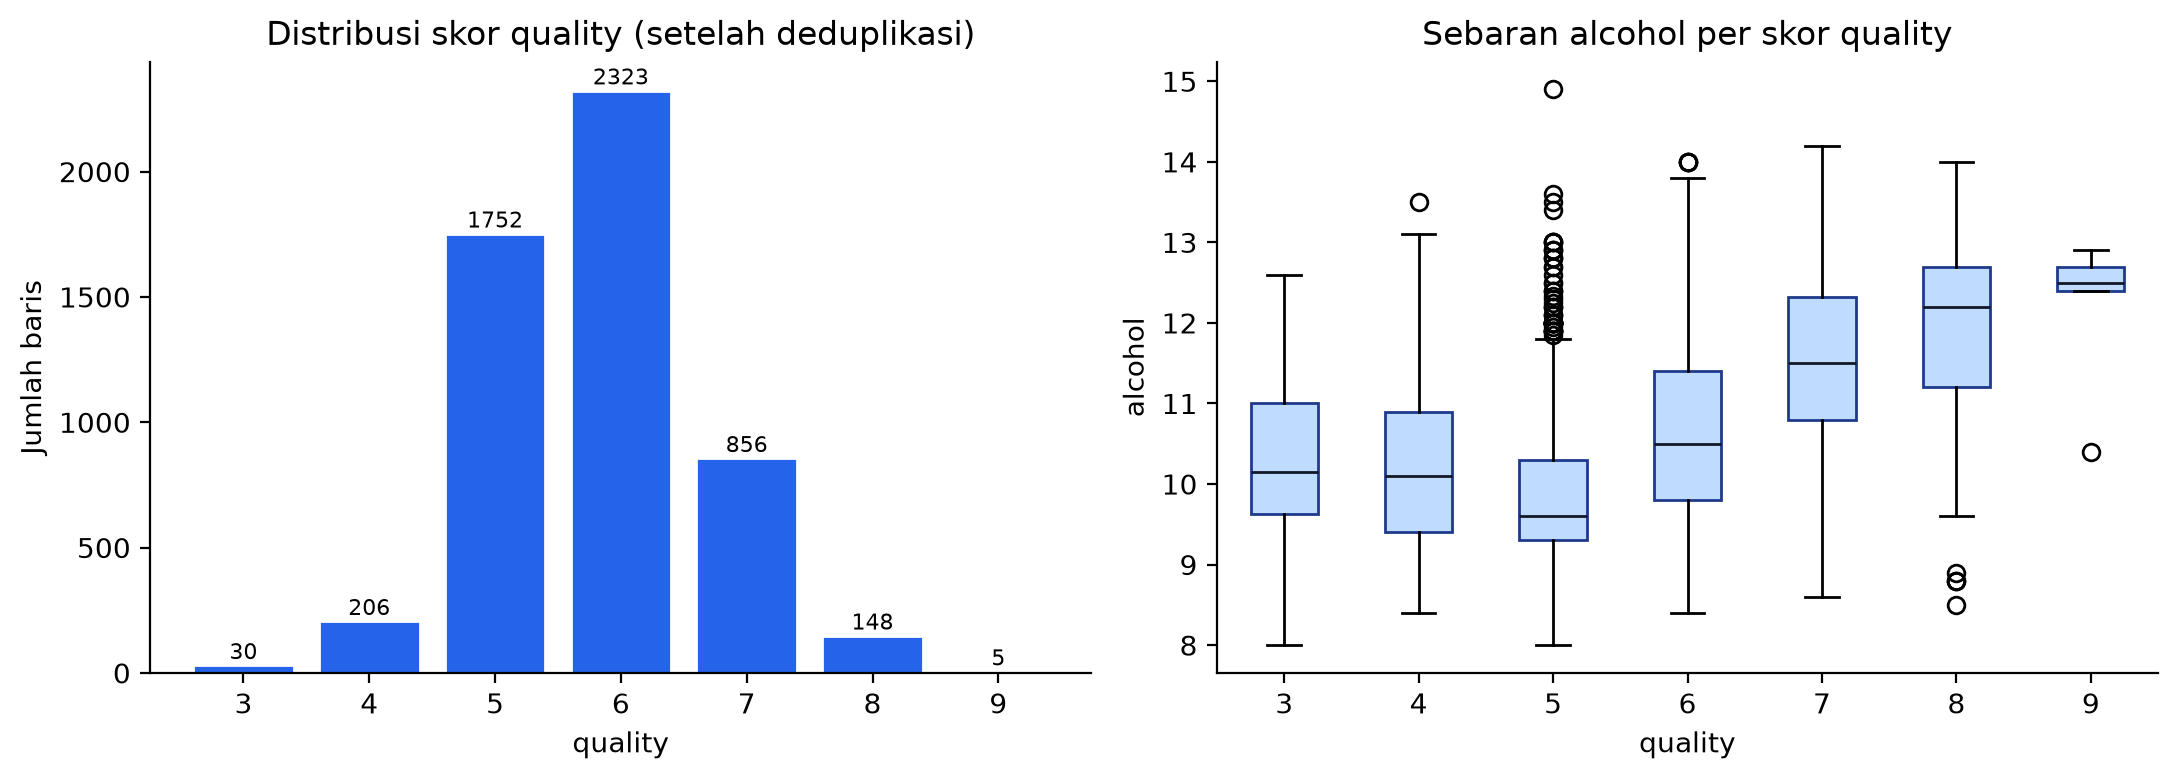 Distribusi skor quality (setelah deduplikasi)
2323
1752
856
206
148
30
5
2000
1500
1000
500
0
Jumlah baris
3 4 5 6 7 8 9
quality
Sebaran alcohol per skor quality
15
14
13
12
11
10
9
8
alcohol
3 4 5 6 7 8 9
quality